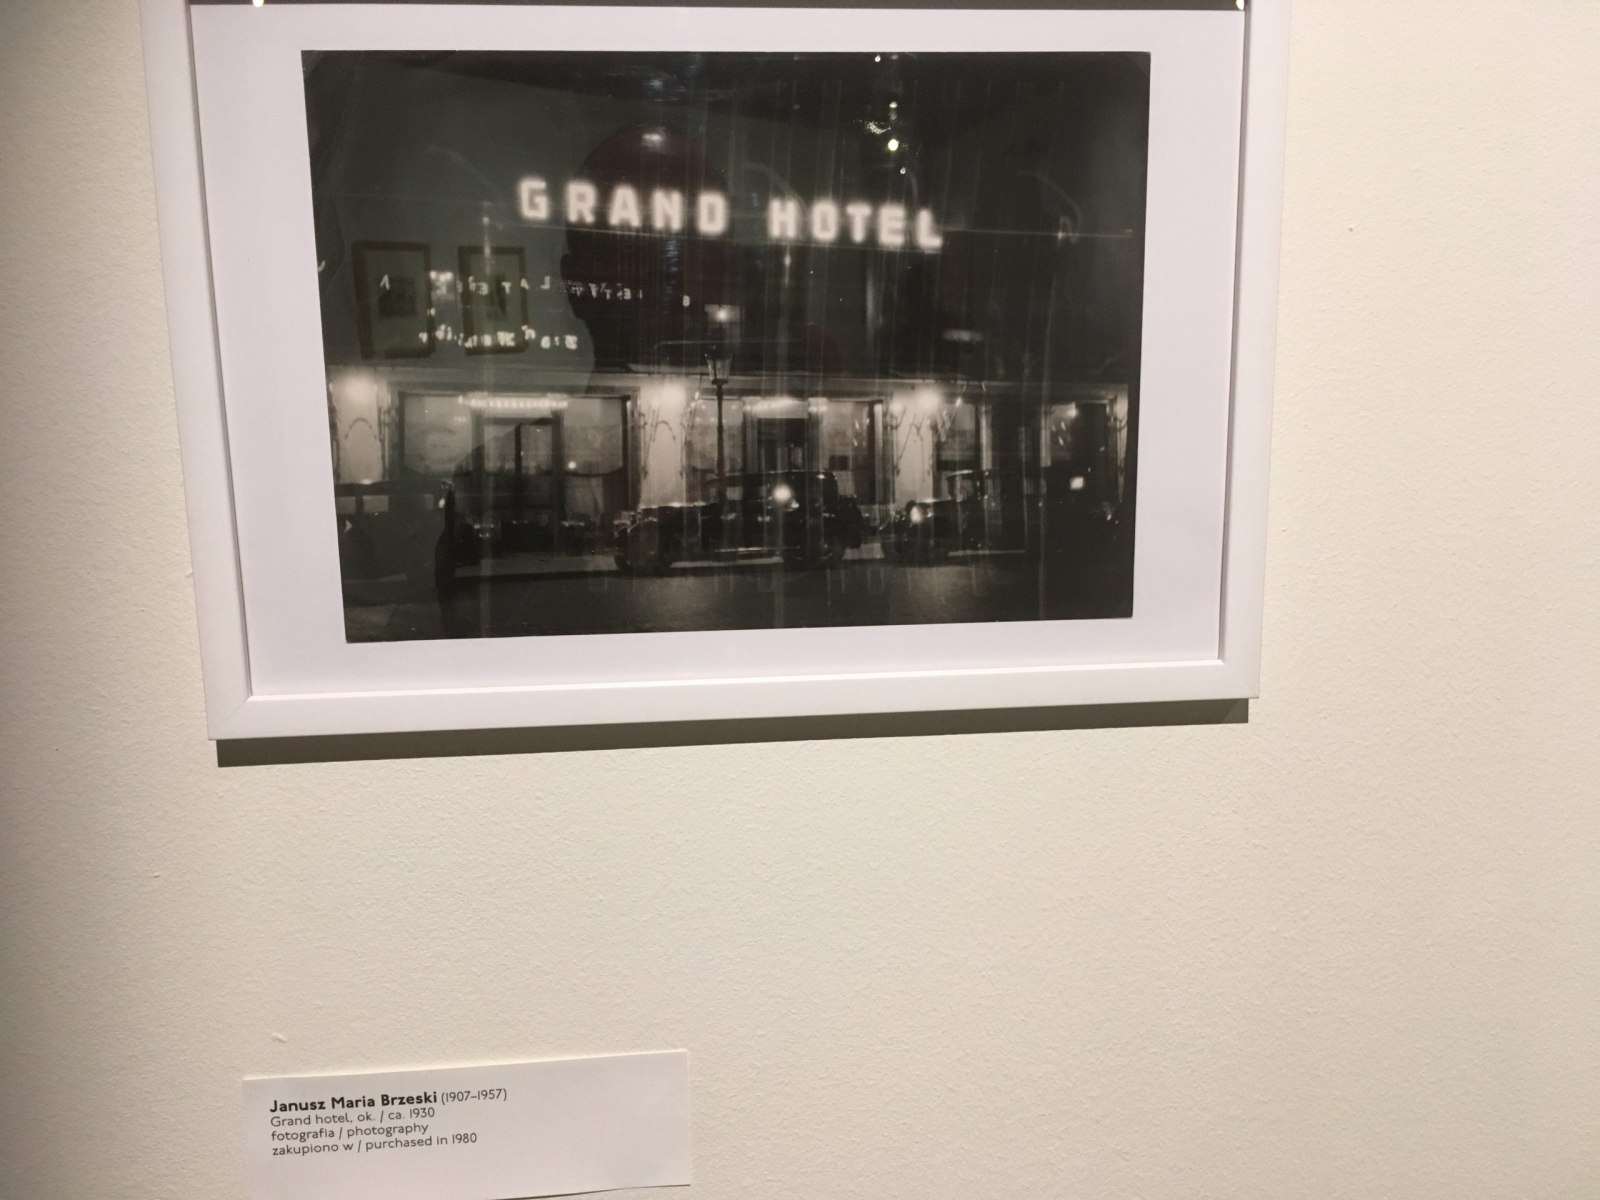 GRAND HOTEL
Janusz Maria Brzeski (1907–1957)
Grand hotel, ok. / ca. 1930
fotografia / photography
zakupiono w / purchased in 1980